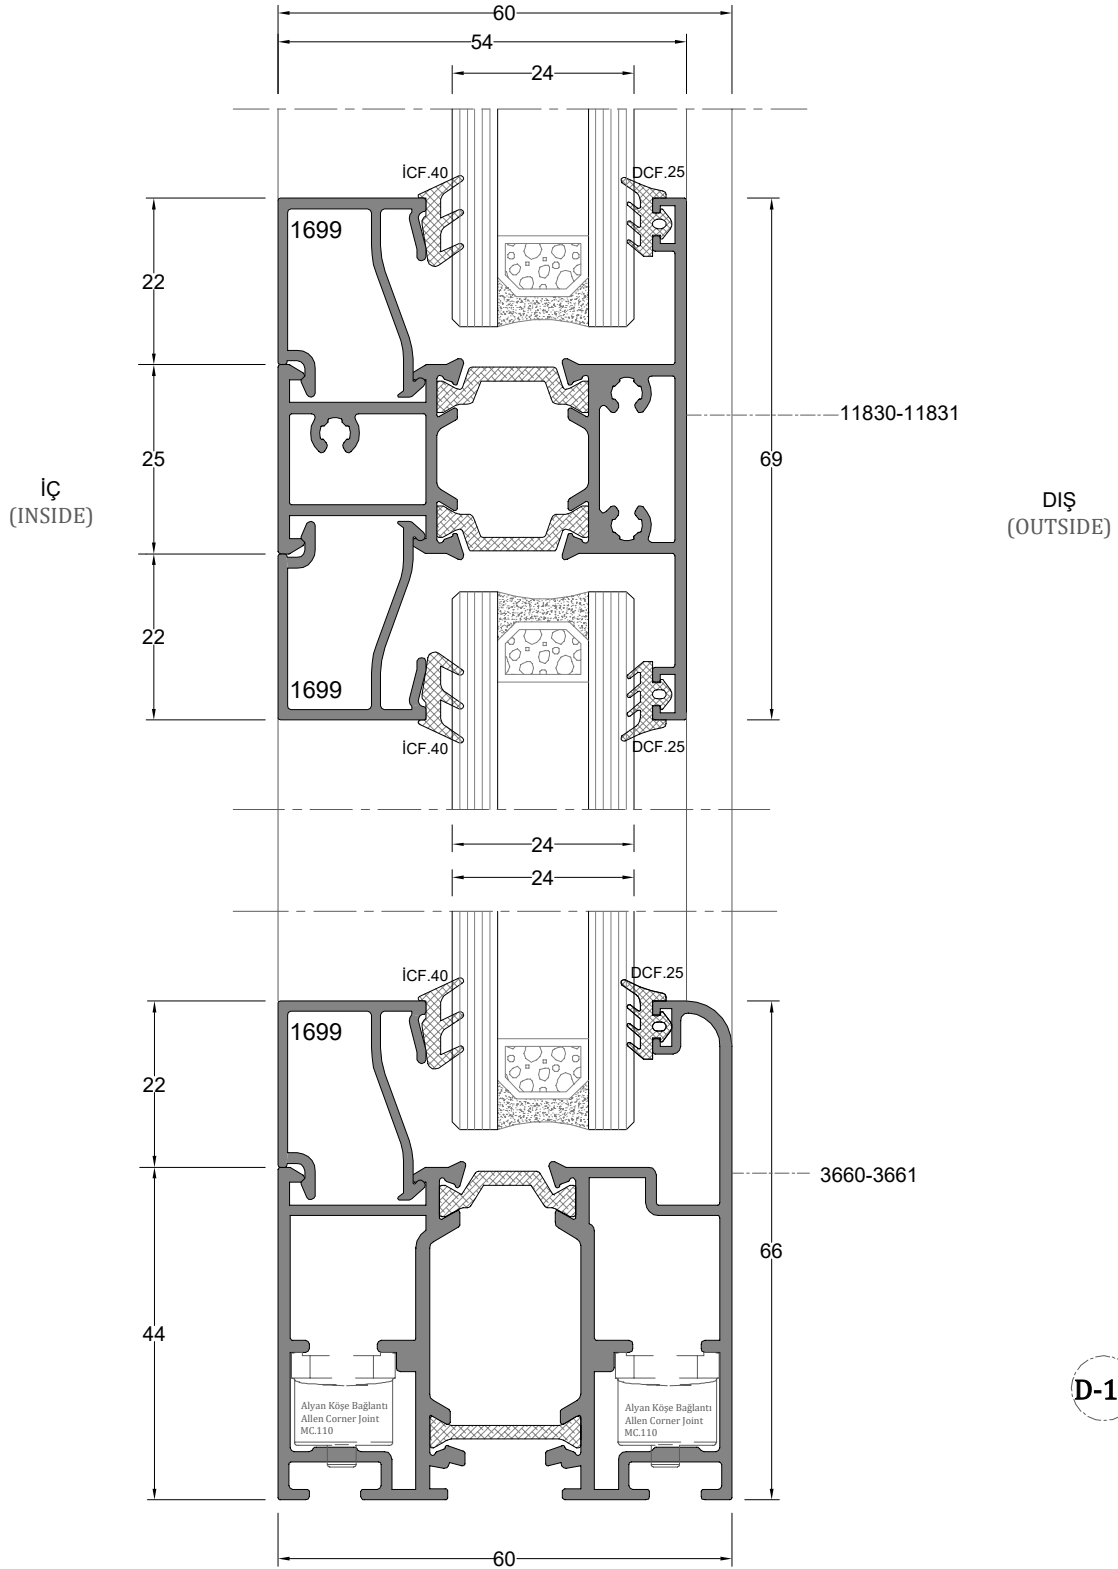 60
54
24
İCF.40
DCF.25
1699
22
11830-11831
25
69
İÇ
(INSIDE)
DIŞ
(OUTSIDE)
22
1699
İCF.40
DCF.25
24
24
İCF.40
DCF.25
1699
22
3660-3661
66
44
D-1
Alyan Köşe Bağlantı
Allen Corner Joint
MC.110
Alyan Köşe Bağlantı
Allen Corner Joint
MC.110
60